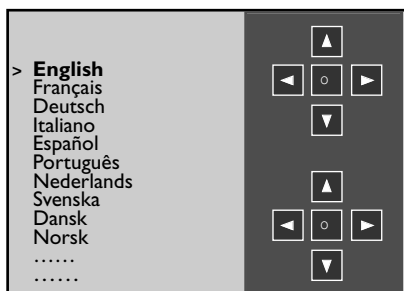 > English
Français
Deutsch
Italiano
Español
Português
Nederlands
Svenska
Dansk
Norsk
......
......